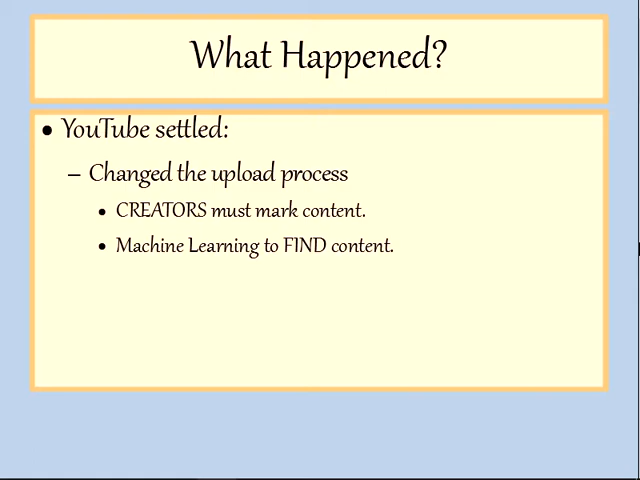 What Happened?
• YouTube settled:
– Changed the upload process
• CREATORS must mark content.
• Machine Learning to FIND content.